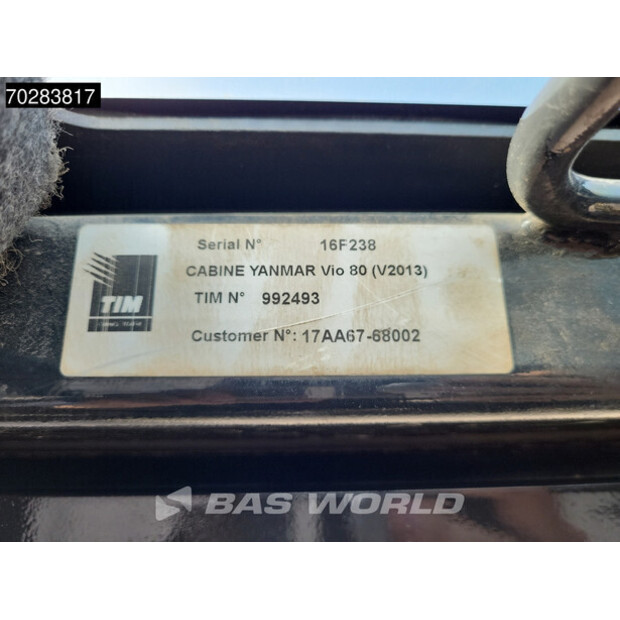 70283817
Serial N° 16F238
CABINE YANMAR Vio 80 (V2013)
TIM N° 992493
Customer N°: 17AA67-68002
TIM
BAS WORLD